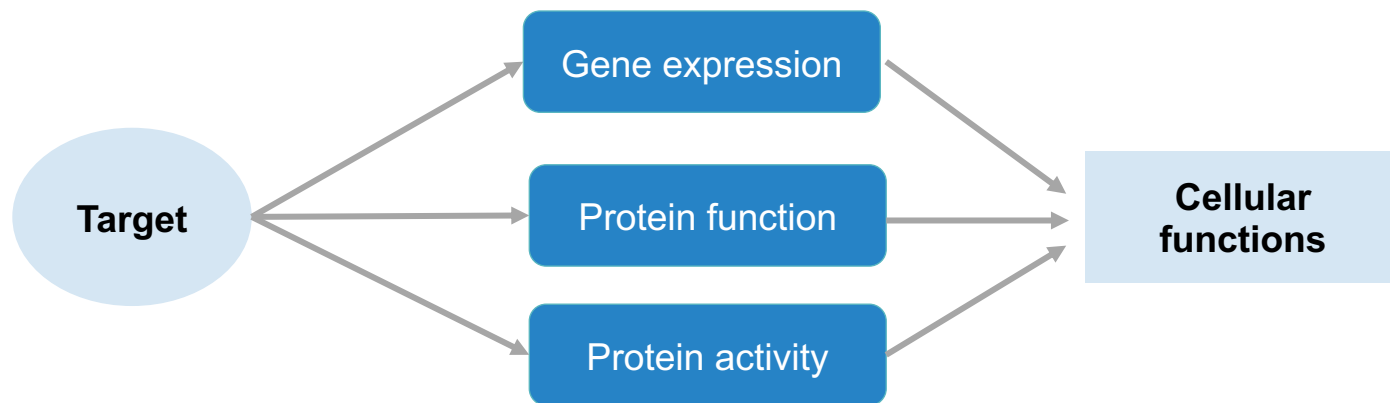 Gene expression
Target
Protein function
Cellular
functions
Protein activity